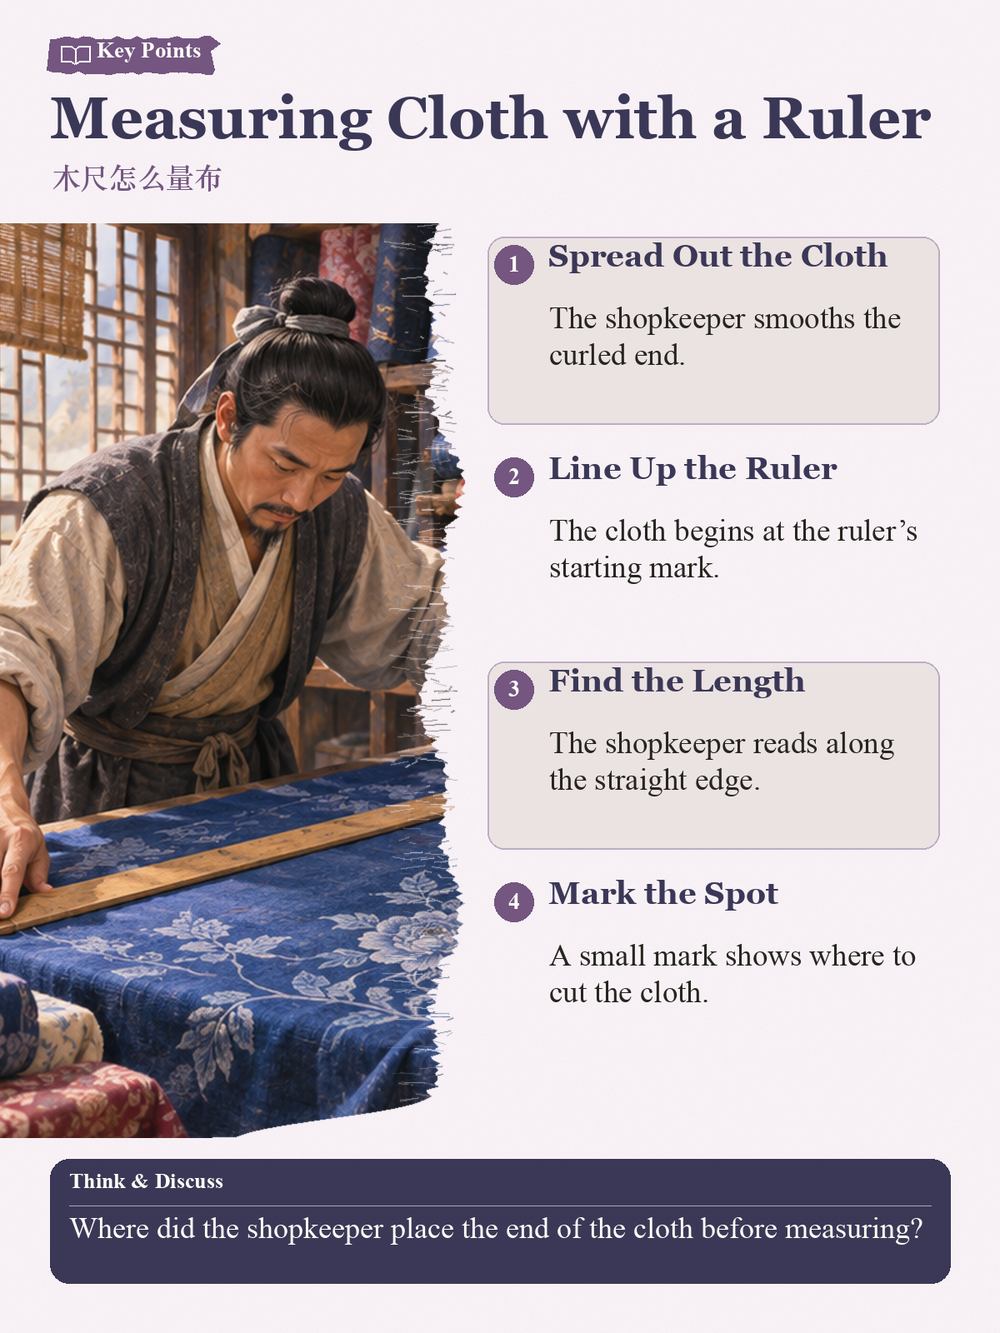 Key Points
Measuring Cloth with a Ruler
木尺怎么量布
1 Spread Out the Cloth
The shopkeeper smooths the
curled end.
2 Line Up the Ruler
The cloth begins at the ruler’s
starting mark.
3 Find the Length
The shopkeeper reads along
the straight edge.
4 Mark the Spot
A small mark shows where to
cut the cloth.
Think & Discuss
Where did the shopkeeper place the end of the cloth before measuring?